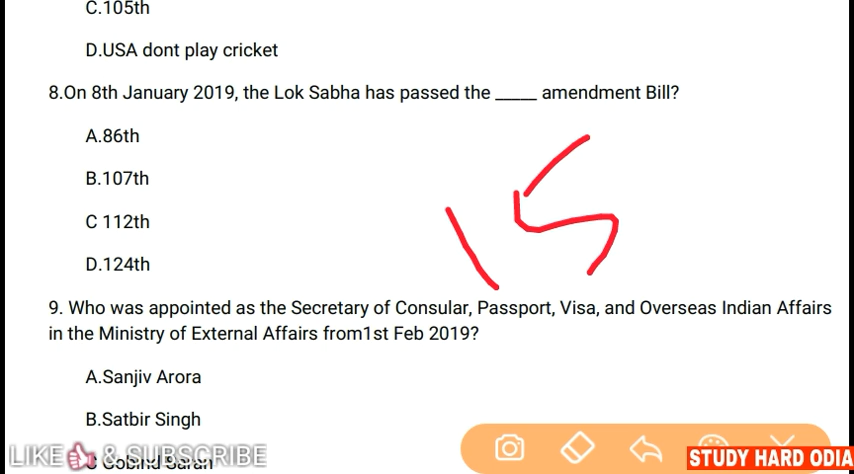 C.105th
D.USA dont play cricket
8.On 8th January 2019, the Lok Sabha has passed the _____ amendment Bill?
A.86th
B.107th
C 112th
D.124th
15
9. Who was appointed as the Secretary of Consular, Passport, Visa, and Overseas Indian Affairs
in the Ministry of External Affairs from1st Feb 2019?
A.Sanjiv Arora
B.Satbir Singh
C Gobind Saran
LIKE & SUBSCRIBE
STUDY HARD ODIA